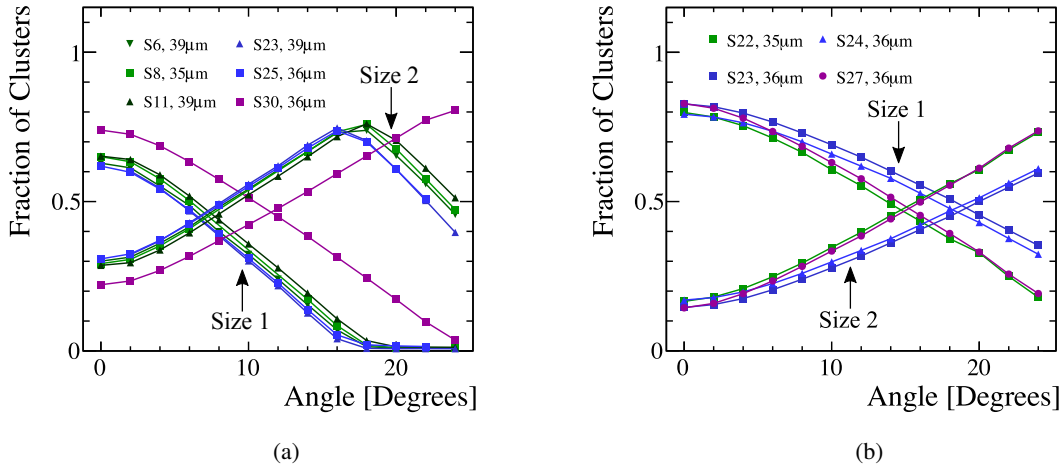 Fraction of Clusters
1
0.5
0
S6, 39μm
S8, 35μm
S11, 39μm
S23, 39μm
S25, 36μm
S30, 36μm
Size 2
Size 1
0
10
20
Angle [Degrees]
(a)
Fraction of Clusters
1
0.5
0
S22, 35μm
S23, 36μm
S24, 36μm
S27, 36μm
Size 1
Size 2
0
10
20
Angle [Degrees]
(b)